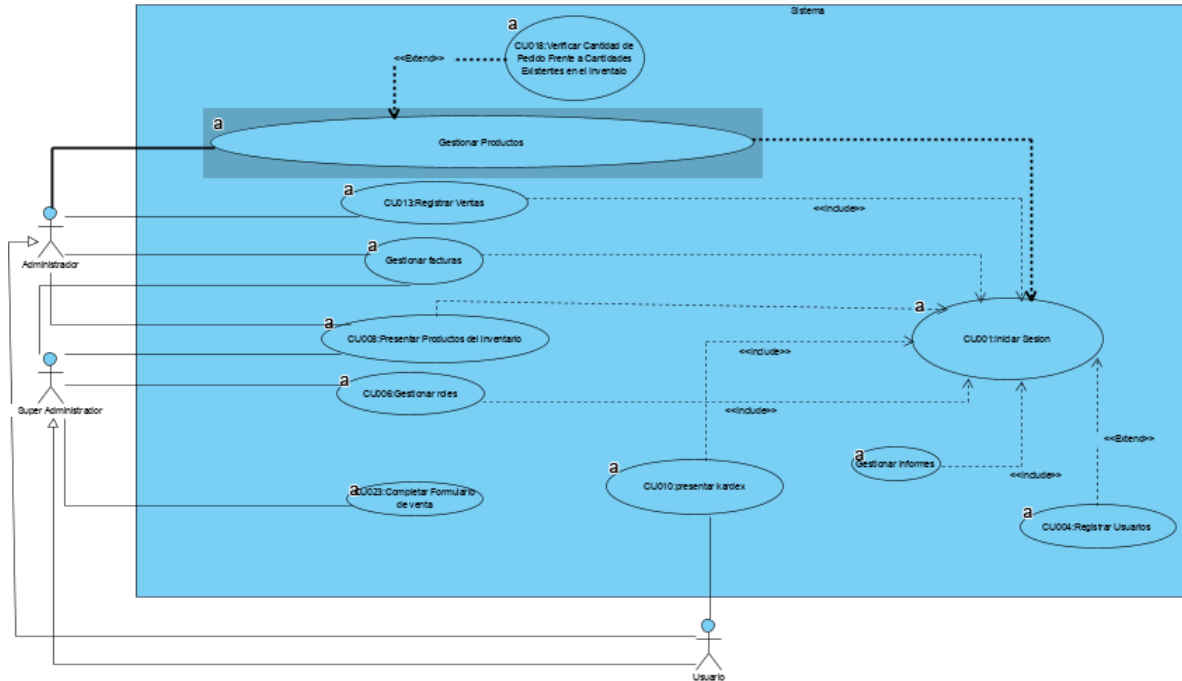 Sistema
a
CU018:Verificar Cantidad de
Pedido Frente a Cantidades
Existentes en el Inventaio
<<Extend>>
a
Gestionar Productos
a
CU013:Registrar Ventas
<<Include>>
a
Gestionar facturas
Administrador
a
CU008:Presentar Productos del Inventario
a
CU001:Iniciar Sesion
<<Include>>
a
CU006:Gestionar roles
<<Include>>
Super Administrador
<<Extend>>
a
Gestionar Informes
<<Include>>
a
CU010:presentar kardex
a
CU023:Completar Formulario
de venta
a
CU004:Registrar Usuarios
Usuario